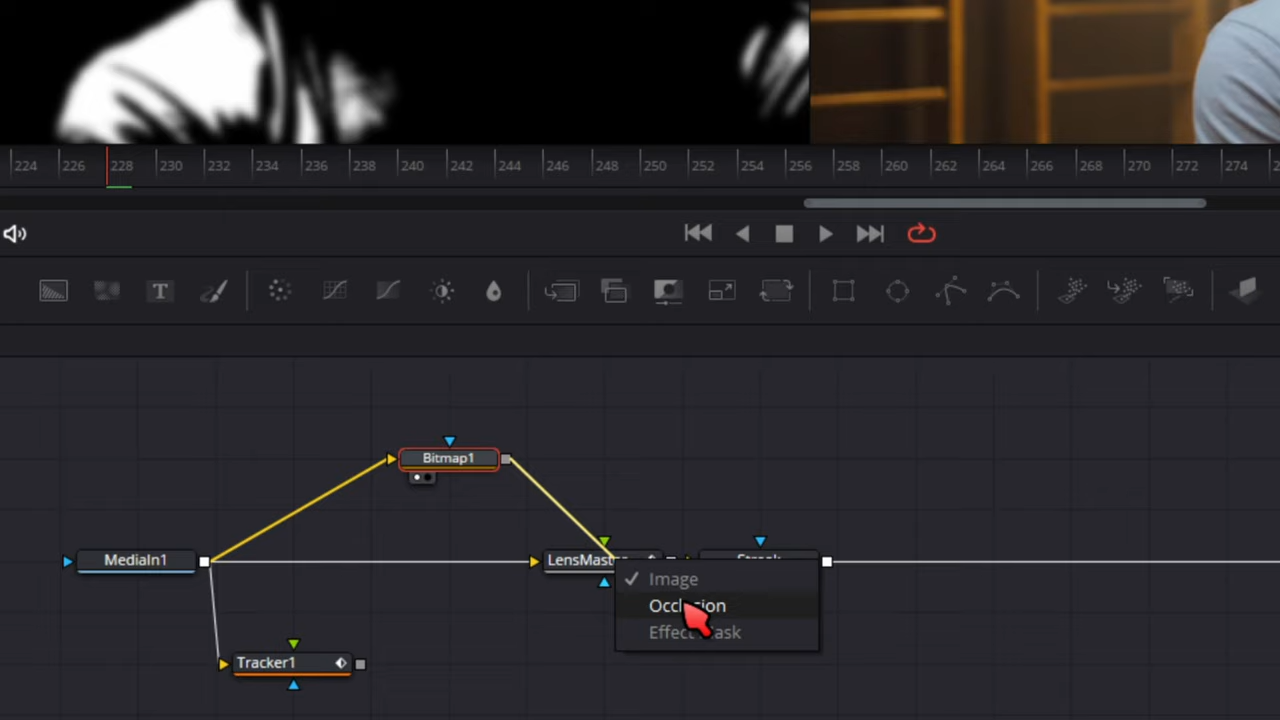 224 226 228 230 232 234 236 238 240 242 244 246 248 250 252 254 256 258 260 262 264 266 268 270 272 274
T
Bitmap1
MediaIn1
LensMast
Image
Occlusion
Effect Mask
Tracker1